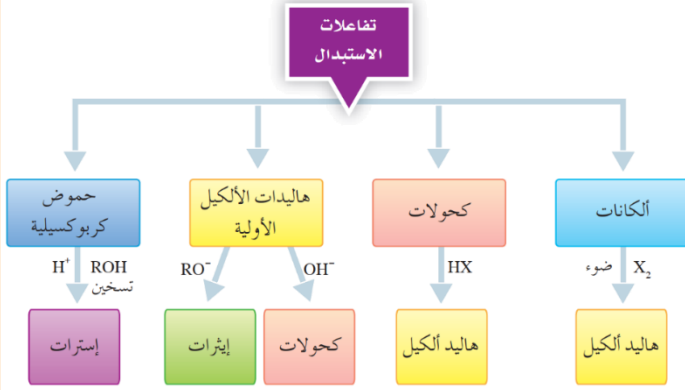 تفاعلات
الاستبدال
ألكانات
كحولات
هاليدات الألكيل
الأولية
حموض
كربوكسيلية
ضوء X₂
HX
OH⁻
RO⁻
ROH H⁺
تسخين
هاليد ألكيل
هاليد ألكيل
كحولات
إيثرات
إسترات